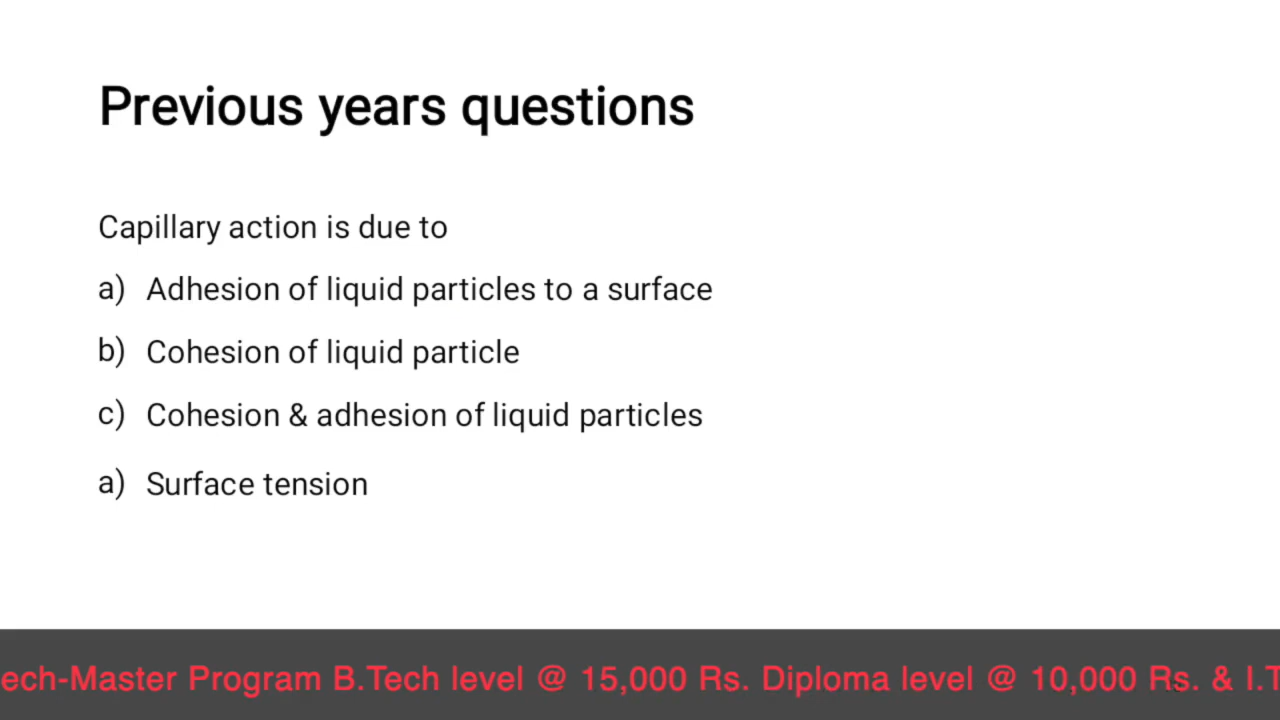 Previous years questions
Capillary action is due to
a) Adhesion of liquid particles to a surface
b) Cohesion of liquid particle
c) Cohesion & adhesion of liquid particles
a) Surface tension
ech-Master Program B.Tech level @ 15,000 Rs. Diploma level @ 10,000 Rs. & I.T